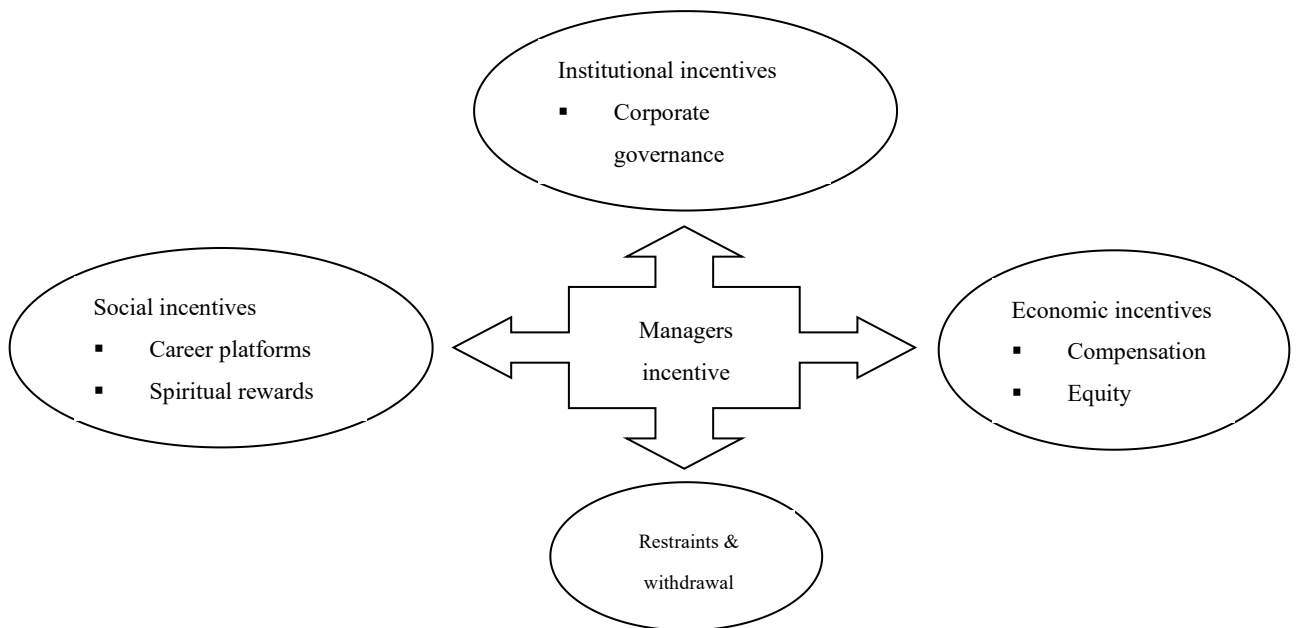 Institutional incentives
▪ Corporate
governance
Social incentives
▪ Career platforms
▪ Spiritual rewards
Managers
incentive
Economic incentives
▪ Compensation
▪ Equity
Restraints &
withdrawal